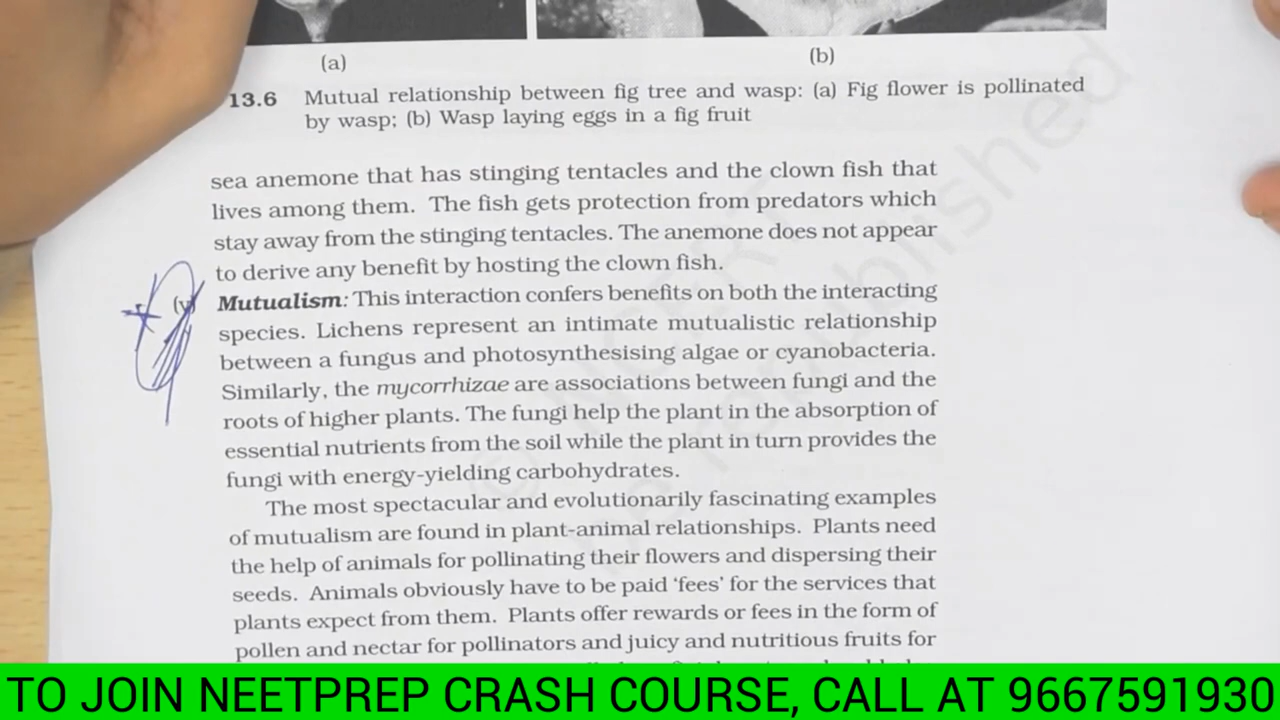 (a)
(b)
13.6 Mutual relationship between fig tree and wasp: (a) Fig flower is pollinated
by wasp; (b) Wasp laying eggs in a fig fruit
sea anemone that has stinging tentacles and the clown fish that
lives among them. The fish gets protection from predators which
stay away from the stinging tentacles. The anemone does not appear
to derive any benefit by hosting the clown fish.
(v) Mutualism: This interaction confers benefits on both the interacting
species. Lichens represent an intimate mutualistic relationship
between a fungus and photosynthesising algae or cyanobacteria.
Similarly, the mycorrhizae are associations between fungi and the
roots of higher plants. The fungi help the plant in the absorption of
essential nutrients from the soil while the plant in turn provides the
fungi with energy-yielding carbohydrates.
The most spectacular and evolutionarily fascinating examples
of mutualism are found in plant-animal relationships. Plants need
the help of animals for pollinating their flowers and dispersing their
seeds. Animals obviously have to be paid ‘fees’ for the services that
plants expect from them. Plants offer rewards or fees in the form of
pollen and nectar for pollinators and juicy and nutritious fruits for
TO JOIN NEETPREP CRASH COURSE, CALL AT 9667591930